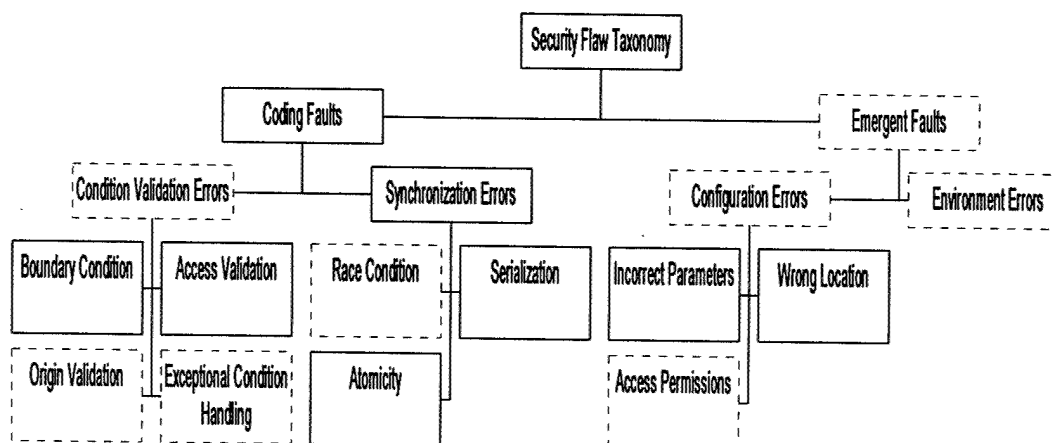 Security Flaw Taxonomy
Coding Faults
Emergent Faults
Condition Validation Errors
Synchronization Errors
Configuration Errors
Environment Errors
Boundary Condition
Access Validation
Race Condition
Serialization
Incorrect Parameters
Wrong Location
Origin Validation
Exceptional Condition
Handling
Atomicity
Access Permissions